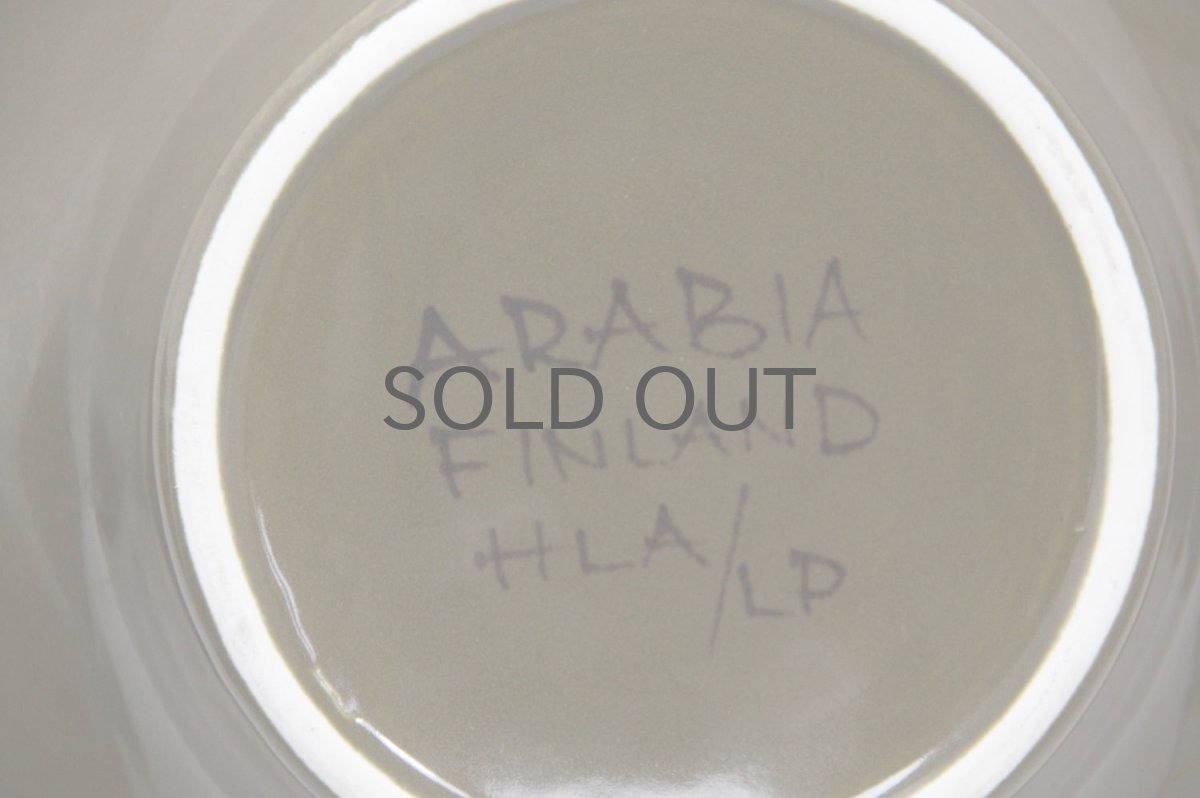 ARABIA
SOLD OUT
FINLAND
HLA/LP